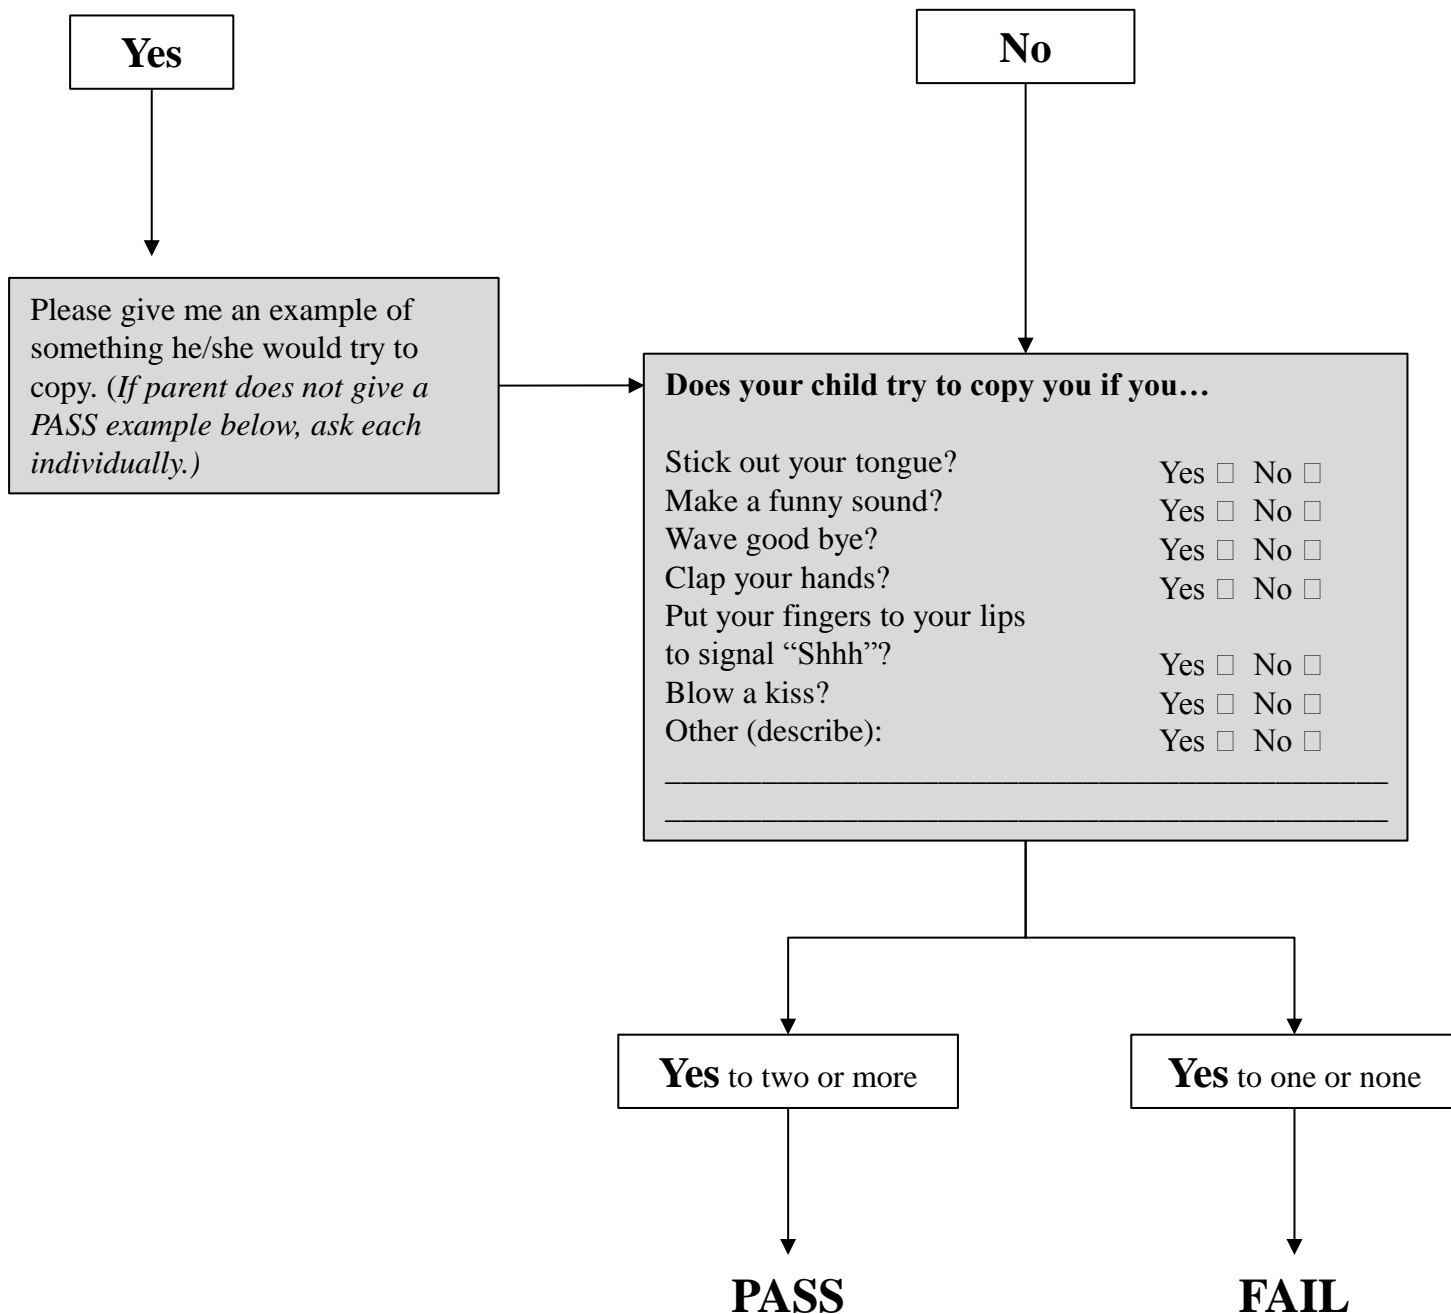 Yes
No
Please give me an example of
something he/she would try to
copy. (If parent does not give a
PASS example below, ask each
individually.)
Does your child try to copy you if you…
Stick out your tongue? Yes □ No □
Make a funny sound? Yes □ No □
Wave good bye? Yes □ No □
Clap your hands? Yes □ No □
Put your fingers to your lips
to signal “Shhh”? Yes □ No □
Blow a kiss? Yes □ No □
Other (describe): Yes □ No □
Yes to two or more
Yes to one or none
PASS
FAIL